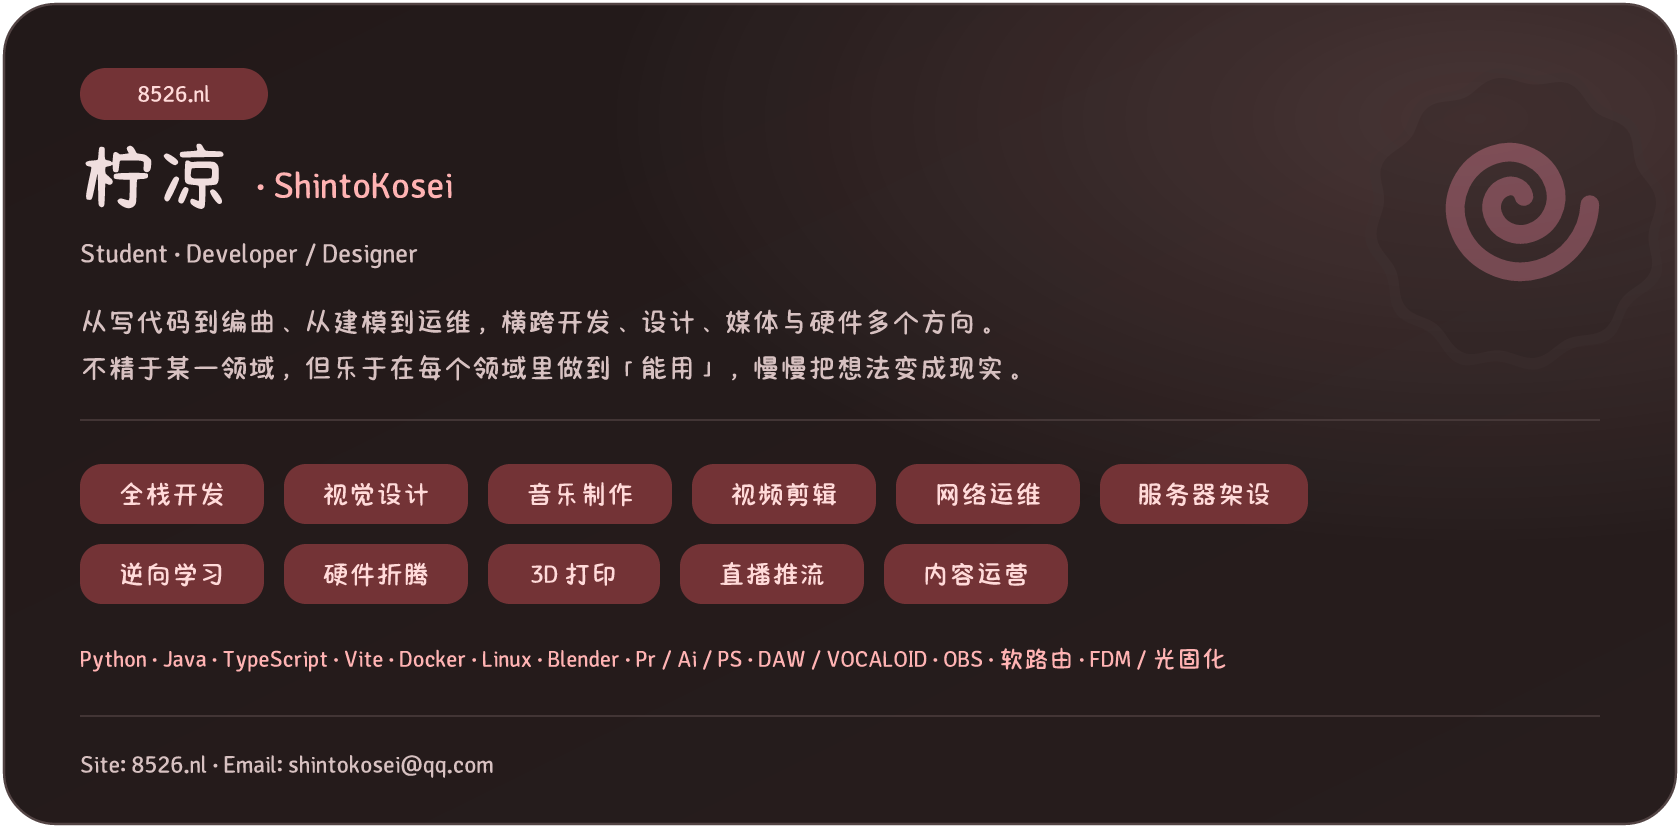 8526.nl
柠凉 · ShintoKosei
Student · Developer / Designer
从写代码到编曲、从建模到运维，横跨开发、设计、媒体与硬件多个方向。
不精于某一领域，但乐于在每个领域里做到「能用」，慢慢把想法变成现实。
全栈开发 视觉设计 音乐制作 视频剪辑 网络运维 服务器架设
逆向学习 硬件折腾 3D 打印 直播推流 内容运营
Python · Java · TypeScript · Vite · Docker · Linux · Blender · Pr / Ai / PS · DAW / VOCALOID · OBS · 软路由 · FDM / 光固化
Site: 8526.nl · Email: shintokosei@qq.com